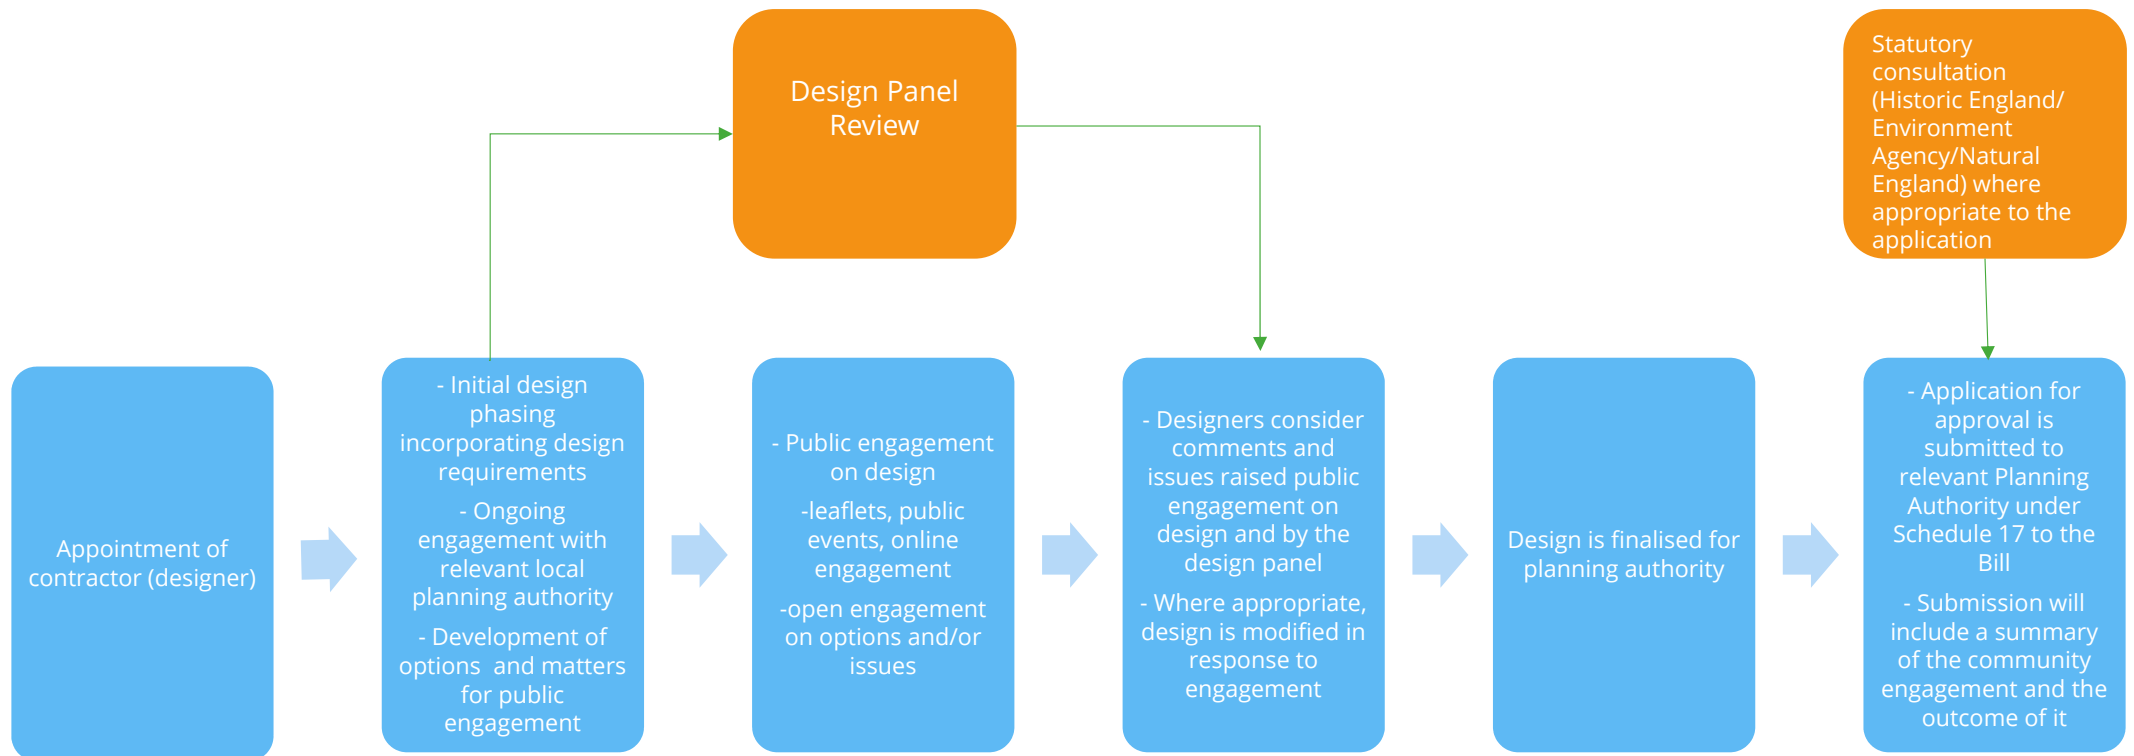 Design Panel
Review
Statutory
consultation
(Historic England/
Environment
Agency/Natural
England) where
appropriate to the
application
Appointment of
contractor (designer)
- Initial design
phasing
incorporating design
requirements
- Ongoing
engagement with
relevant local
planning authority
- Development of
options  and matters
for public
engagement
- Public engagement
on design
-leaflets, public
events, online
engagement
-open engagement
on options and/or
issues
- Designers consider
comments and
issues raised public
engagement on
design and by the
design panel
- Where appropriate,
design is modified in
response to
engagement
Design is finalised for
planning authority
- Application for
approval is
submitted to
relevant Planning
Authority under
Schedule 17 to the
Bill
- Submission will
include a summary
of the community
engagement and the
outcome of it